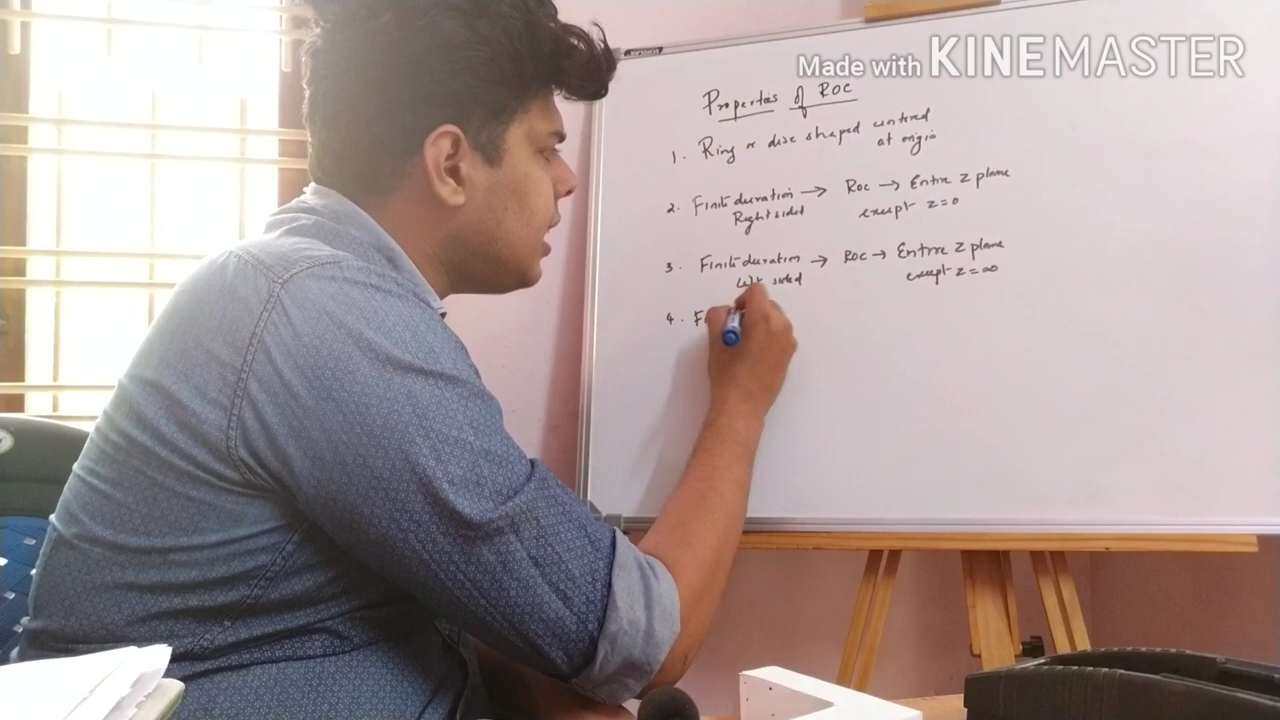 Made with KINEMASTER
Properties of ROC
1. Ring or disc shaped centered
at origin
2. Finite duration → ROC → Entire Z plane
Right sided except z=0
3. Finite duration → ROC → Entire Z plane
left sided except z=∞
4. F